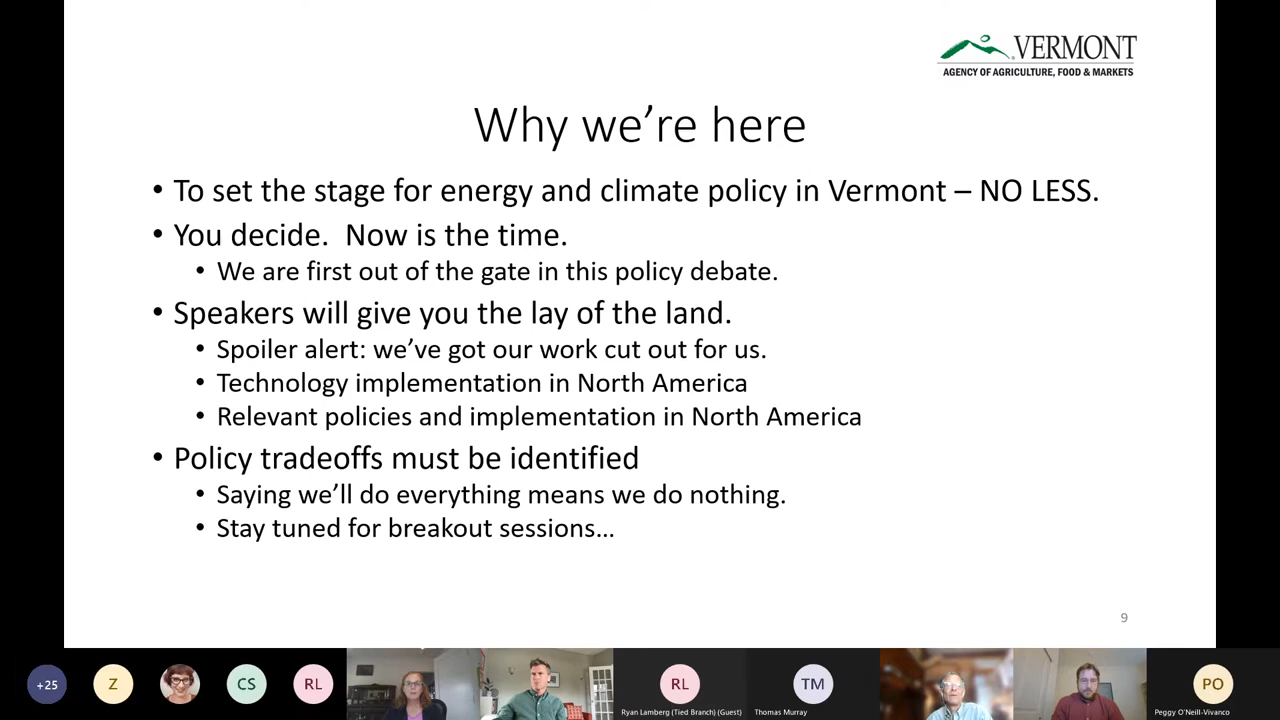 VERMONT
AGENCY OF AGRICULTURE, FOOD & MARKETS
Why we’re here
• To set the stage for energy and climate policy in Vermont – NO LESS.
• You decide.  Now is the time.
• We are first out of the gate in this policy debate.
• Speakers will give you the lay of the land.
• Spoiler alert: we’ve got our work cut out for us.
• Technology implementation in North America
• Relevant policies and implementation in North America
• Policy tradeoffs must be identified
• Saying we’ll do everything means we do nothing.
• Stay tuned for breakout sessions…
9
+25
Z
CS
RL
RL
Ryan Lamberg (Tied Branch) (Guest)
TM
Thomas Murray
PO
Peggy O'Neill-Vivanco